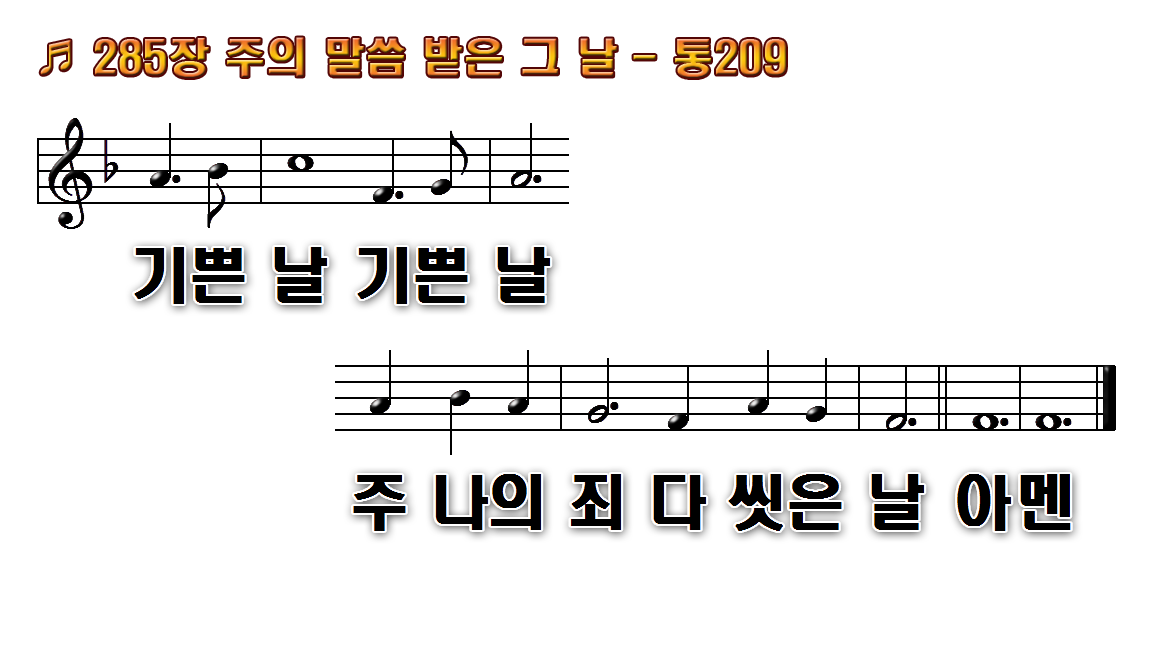 ♬ 285장 주의 말씀 받은 그 날 - 통209
기쁜 날 기쁜 날
주 나의 죄 다 씻은 날 아멘